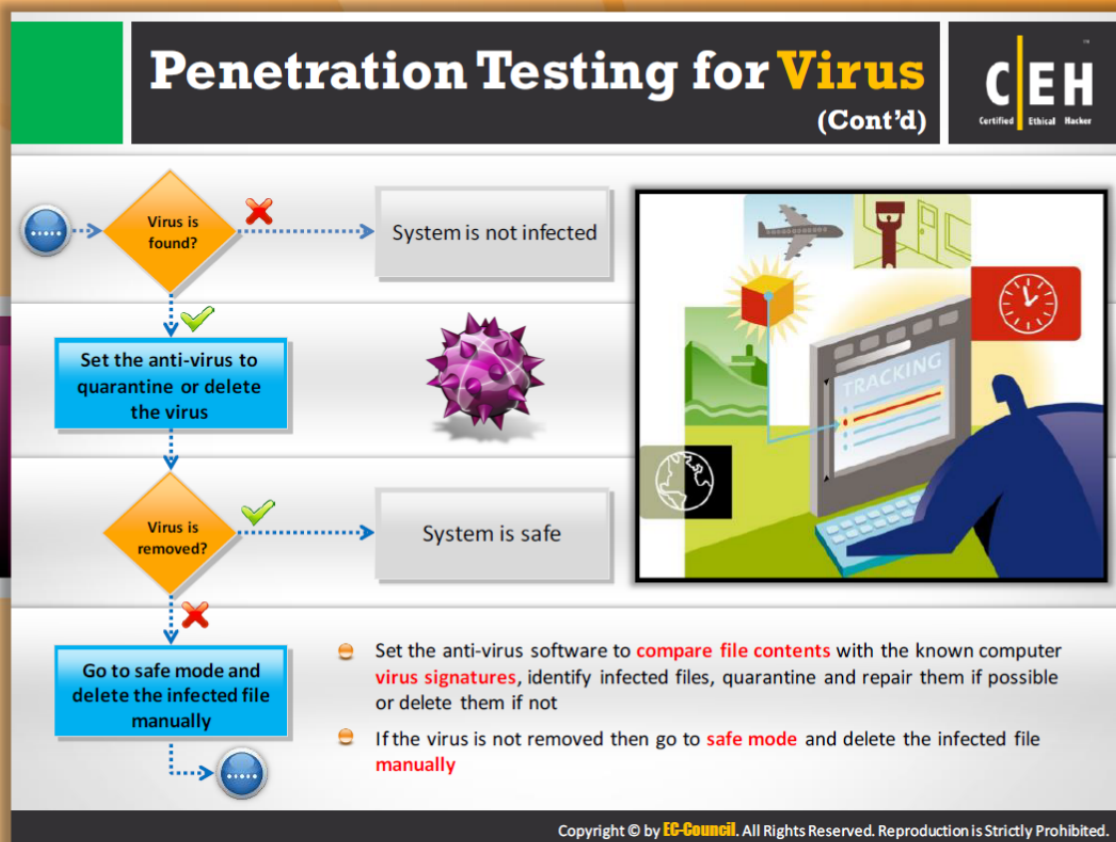 Penetration Testing for Virus
(Cont'd)
CEH
Certified Ethical Hacker
Virus is
found?
System is not infected
Set the anti-virus to
quarantine or delete
the virus
TRACKING
Virus is
removed?
System is safe
Go to safe mode and
delete the infected file
manually
Set the anti-virus software to compare file contents with the known computer
virus signatures, identify infected files, quarantine and repair them if possible
or delete them if not
If the virus is not removed then go to safe mode and delete the infected file
manually
Copyright © by EC-Council. All Rights Reserved. Reproduction is Strictly Prohibited.